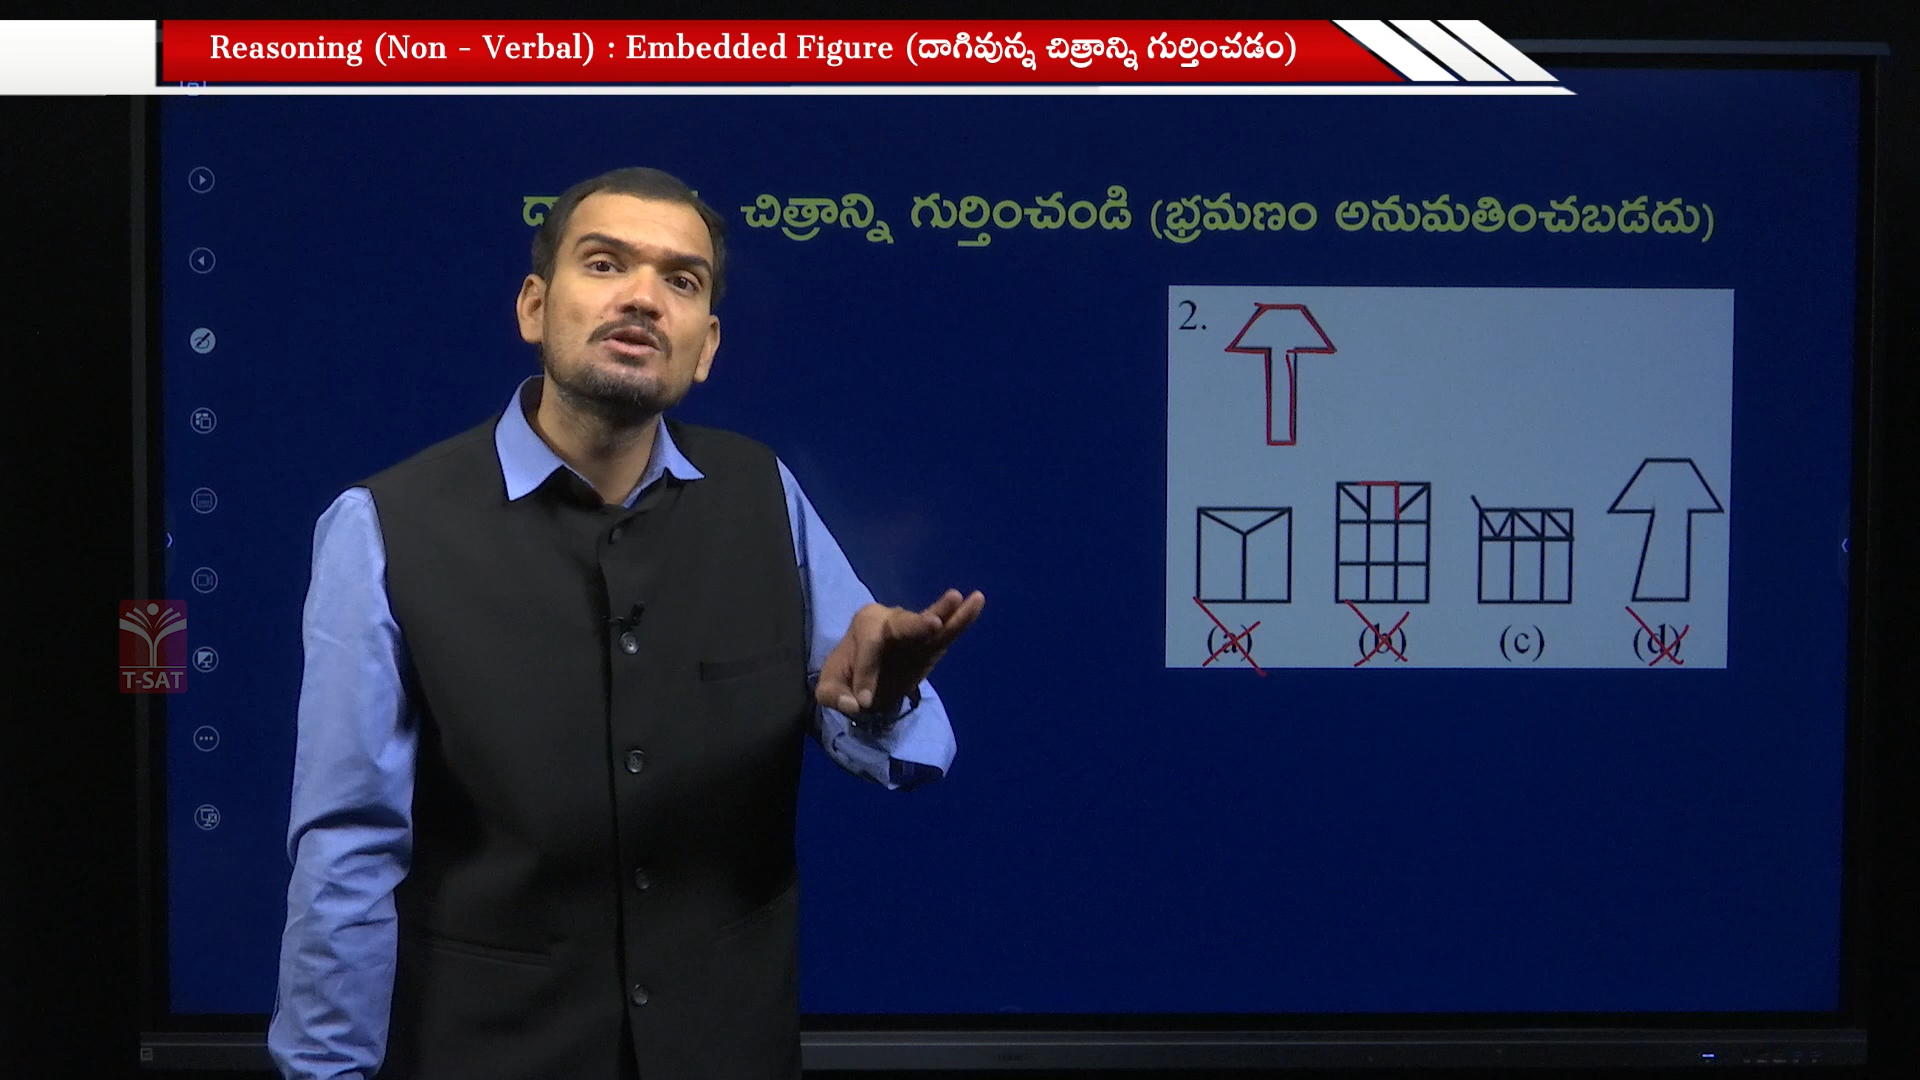 Reasoning (Non - Verbal) : Embedded Figure (దాగివున్న చిత్రాన్ని గుర్తించడం)
చిత్రాన్ని గుర్తించండి (భ్రమణం అనుమతించబడదు)
2.
(a) (b) (c) (d)
T-SAT